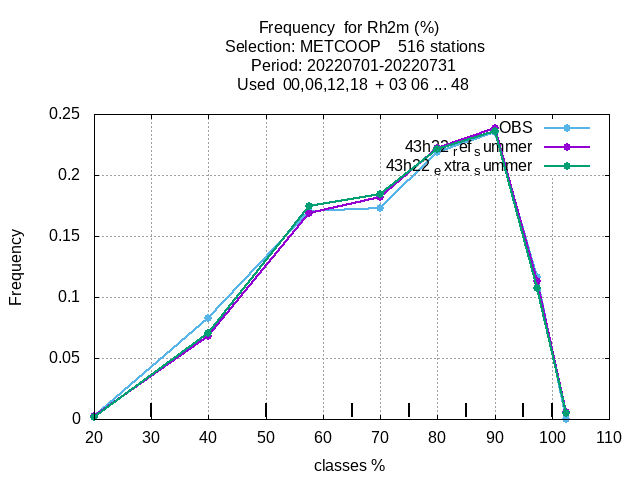 Frequency for Rh2m (%)
Selection: METCOOP 516 stations
Period: 20220701-20220731
Used 00,06,12,18 + 03 06 ... 48
0.25
OBS
43h22 ref summer
43h22 extra summer
0.2
0.15
0.1
0.05
0
Frequency
20 30 40 50 60 70 80 90 100 110
classes %